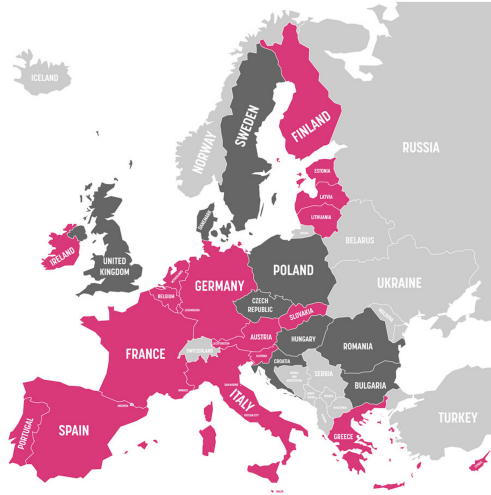 ICELAND
NORWAY
SWEDEN
FINLAND
RUSSIA
ESTONIA
LATVIA
LITHUANIA
DENMARK
BELARUS
IRELAND
UNITED
KINGDOM
POLAND
GERMANY
BELGIUM
UKRAINE
CZECH
REPUBLIC
SLOVAKIA
AUSTRIA
HUNGARY
ROMANIA
FRANCE
SWITZERLAND
CROATIA
SERBIA
BULGARIA
ITALY
PORTUGAL
SPAIN
GREECE
TURKEY